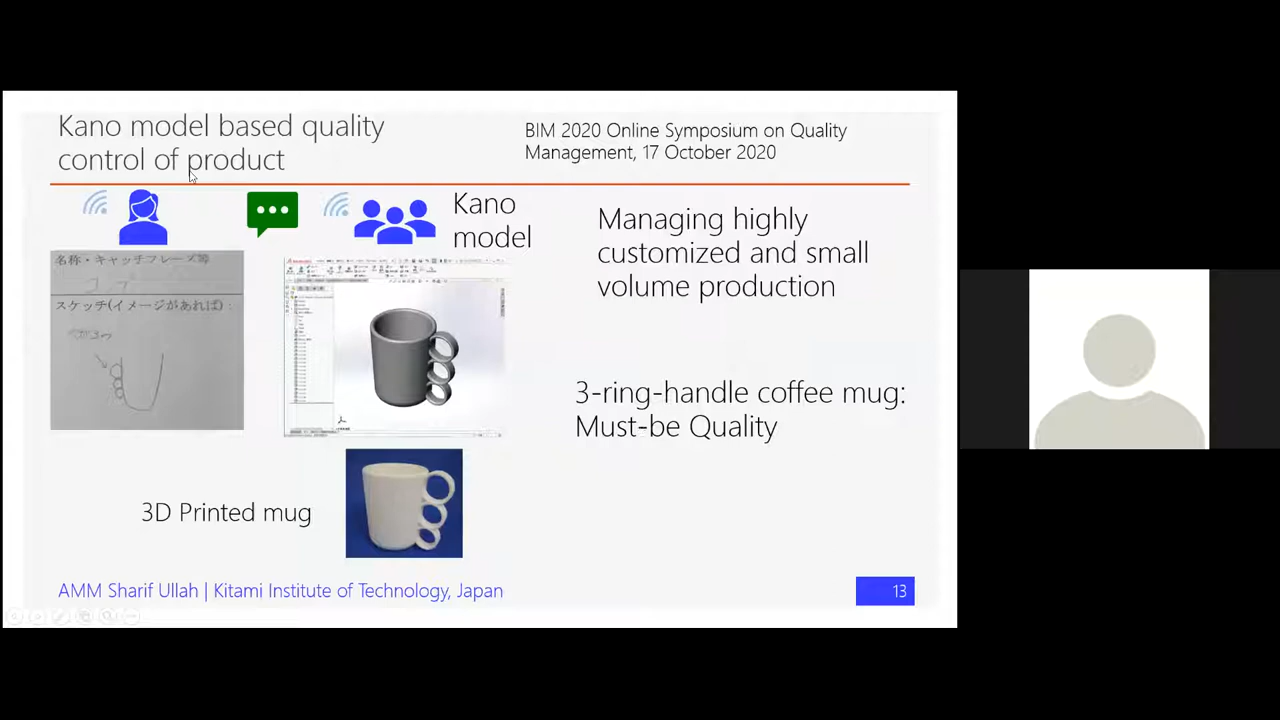 Kano model based quality
control of product
BIM 2020 Online Symposium on Quality
Management, 17 October 2020
Kano
model
Managing highly
customized and small
volume production
名称・キャッチフレーズ等
スケッチ(イメージがあれば):
3-ring-handle coffee mug:
Must-be Quality
3D Printed mug
AMM Sharif Ullah | Kitami Institute of Technology, Japan
13